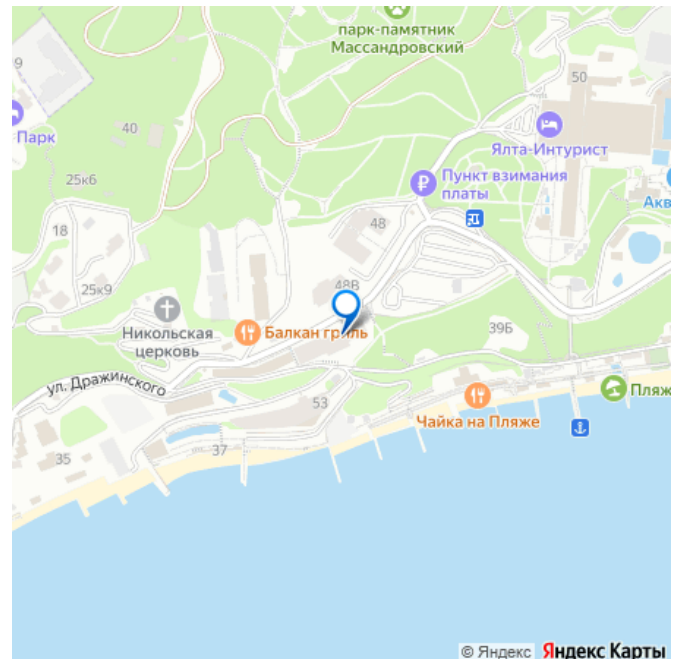 парк-памятник
Массандровский
9
50
Парк
40
Ялта-Интурист
25к6
Пункт взимания
платы
Акв
18
48
25к9
48В
Никольская
церковь
Балкан гриль
39Б
ул. Дражинского
53
Пляж
Чайка на Пляже
37
35
© Яндекс Яндекс Карты